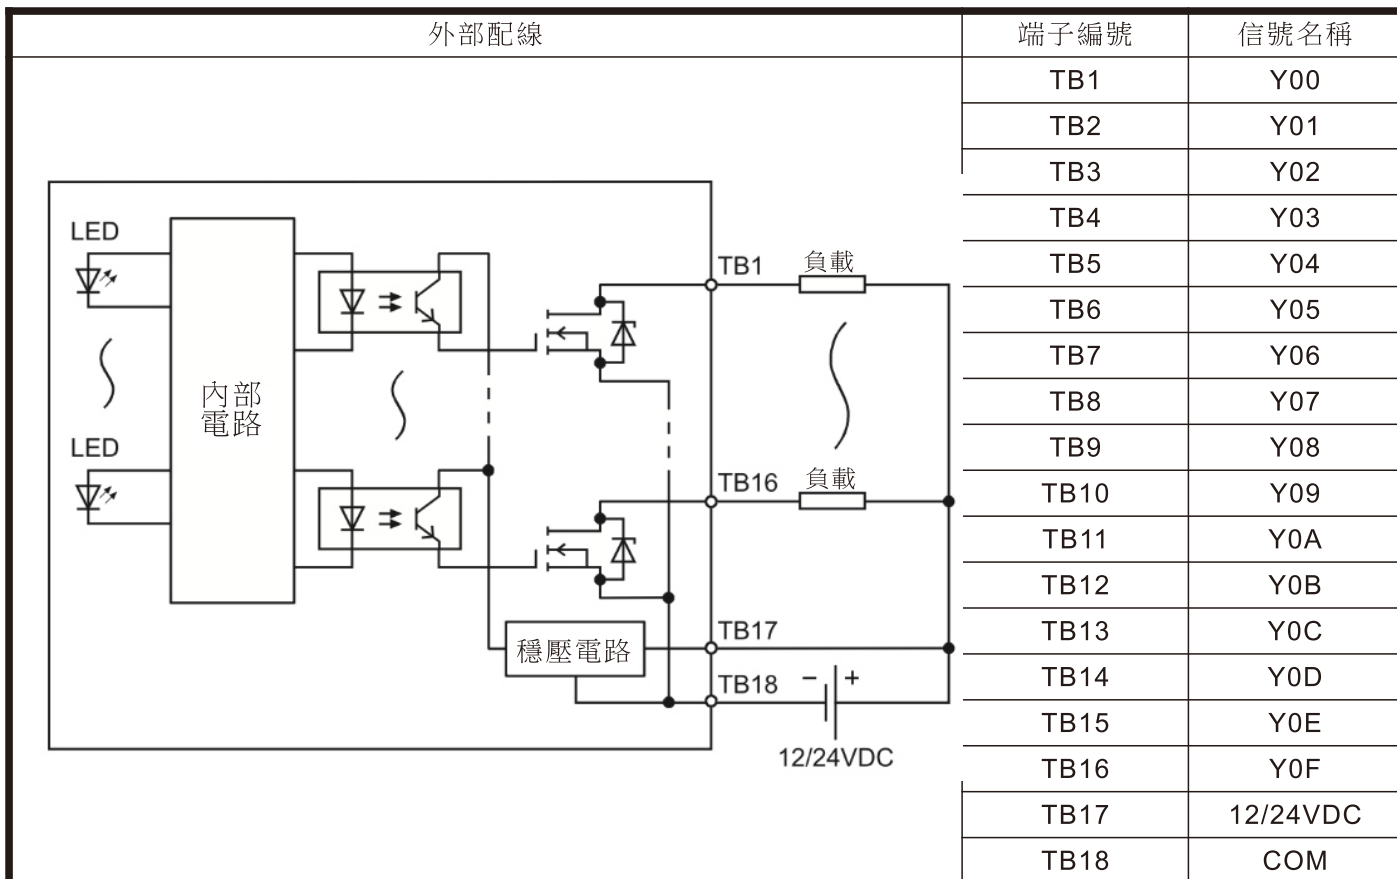 外部配線 端子編號 信號名稱
TB1 Y00
TB2 Y01
TB3 Y02
TB4 Y03
TB5 Y04
TB6 Y05
TB7 Y06
TB8 Y07
TB9 Y08
TB10 Y09
TB11 Y0A
TB12 Y0B
TB13 Y0C
TB14 Y0D
TB15 Y0E
TB16 Y0F
TB17 12/24VDC
TB18 COM
LED
TB1 負載
內部
電路
LED
TB16 負載
穩壓電路 TB17
TB18 − +
12/24VDC